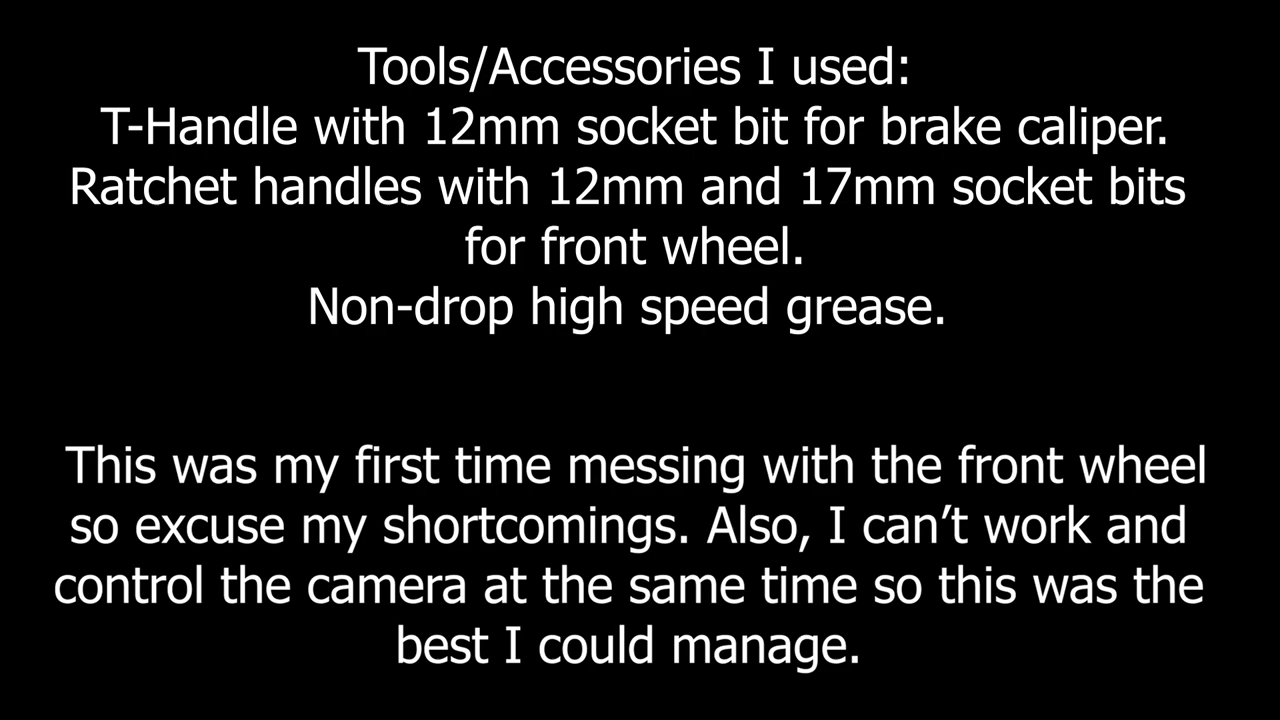 Tools/Accessories I used:
T-Handle with 12mm socket bit for brake caliper.
Ratchet handles with 12mm and 17mm socket bits
for front wheel.
Non-drop high speed grease.
This was my first time messing with the front wheel
so excuse my shortcomings. Also, I can’t work and
control the camera at the same time so this was the
best I could manage.